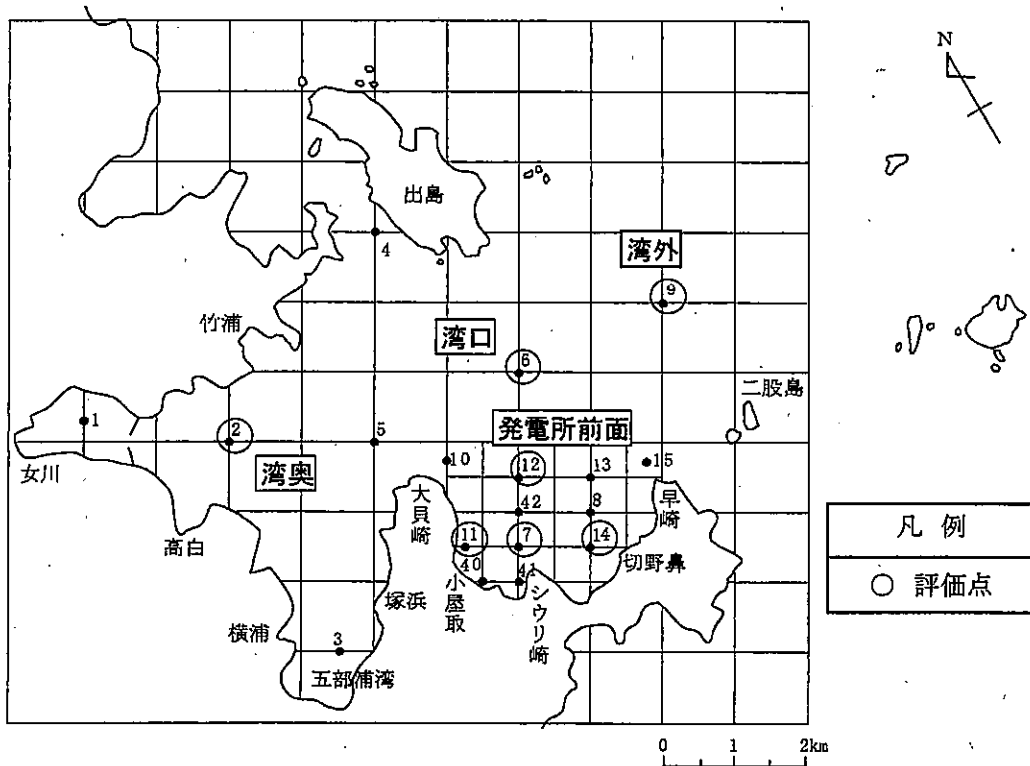 N
出島
4
湾外
9
竹浦
湾口
6
二股島
1
2
5
発電所前面
10
12
13
15
女川
湾奥
大貝崎
42
8
早崎
高白
11
7
14
切野鼻
40
41
小屋取
シウリ崎
塚浜
横浦
3
五部浦湾
凡例
○ 評価点
0 1 2km